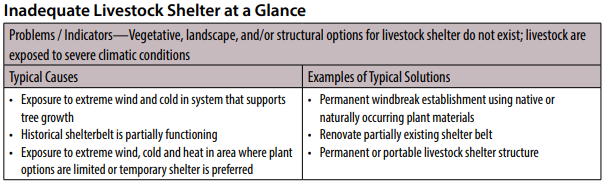 Inadequate Livestock Shelter at a Glance
Problems / Indicators—Vegetative, landscape, and/or structural options for livestock shelter do not exist; livestock are
exposed to severe climatic conditions
Typical Causes
• Exposure to extreme wind and cold in system that supports
tree growth
• Historical shelterbelt is partially functioning
• Exposure to extreme wind, cold and heat in area where plant
options are limited or temporary shelter is preferred
Examples of Typical Solutions
• Permanent windbreak establishment using native or
naturally occurring plant materials
• Renovate partially existing shelter belt
• Permanent or portable livestock shelter structure